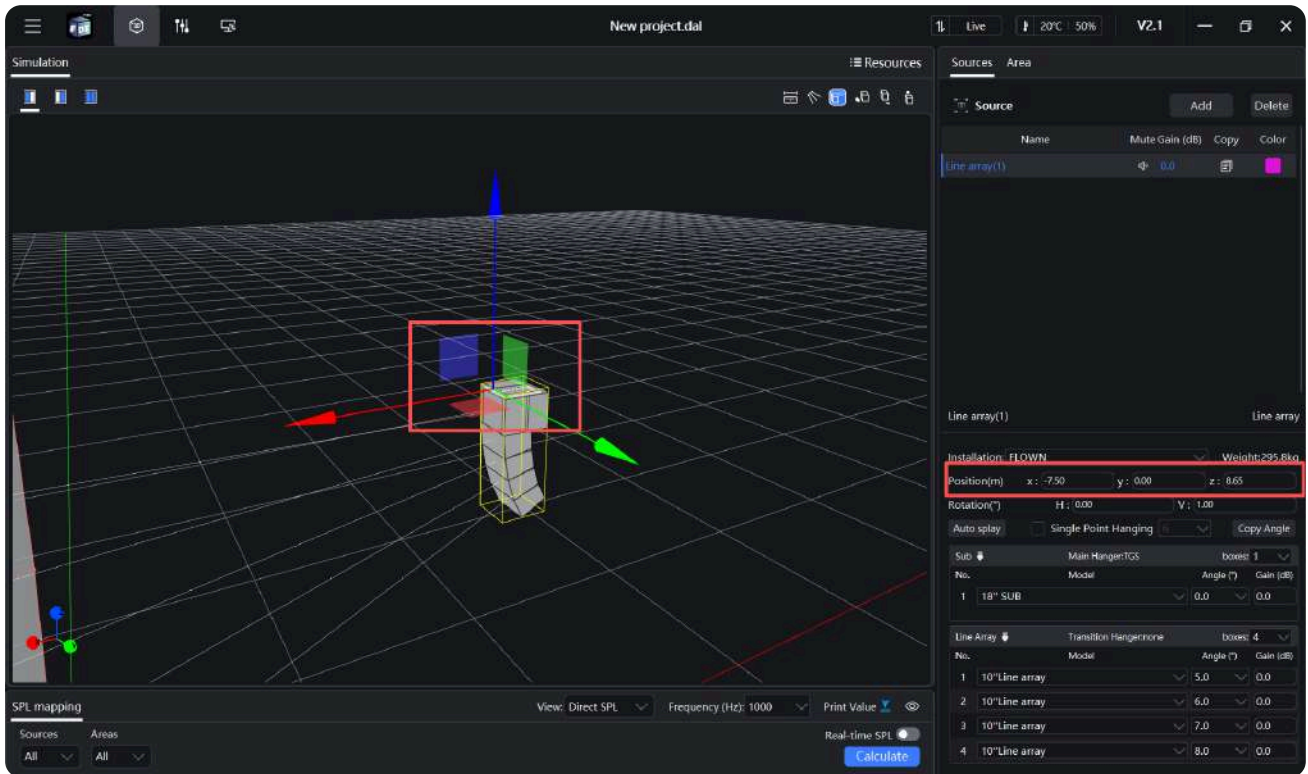 New project.dal
Live 20℃ 50% V2.1
Simulation Resources
Sources Area
Source Add Delete
Name Mute Gain (dB) Copy Color
Line array(1) 0.0
Line array(1) Line array
Installation: FLOWN Weight:295.8kg
Position(m) x : -7.50 y : 0.00 z : 8.65
Rotation(°) H : 0.00 V : 1.00
Auto splay Single Point Hanging 6 Copy Angle
Sub Main Hanger:TGS boxes: 1
No. Model Angle (°) Gain (dB)
1 18" SUB 0.0 0.0
Line Array Transition Hanger:none boxes: 4
No. Model Angle (°) Gain (dB)
1 10"Line array 5.0 0.0
2 10"Line array 6.0 0.0
3 10"Line array 7.0 0.0
4 10"Line array 8.0 0.0
SPL mapping View: Direct SPL Frequency (Hz): 1000 Print Value
Sources Areas Real-time SPL
All All Calculate